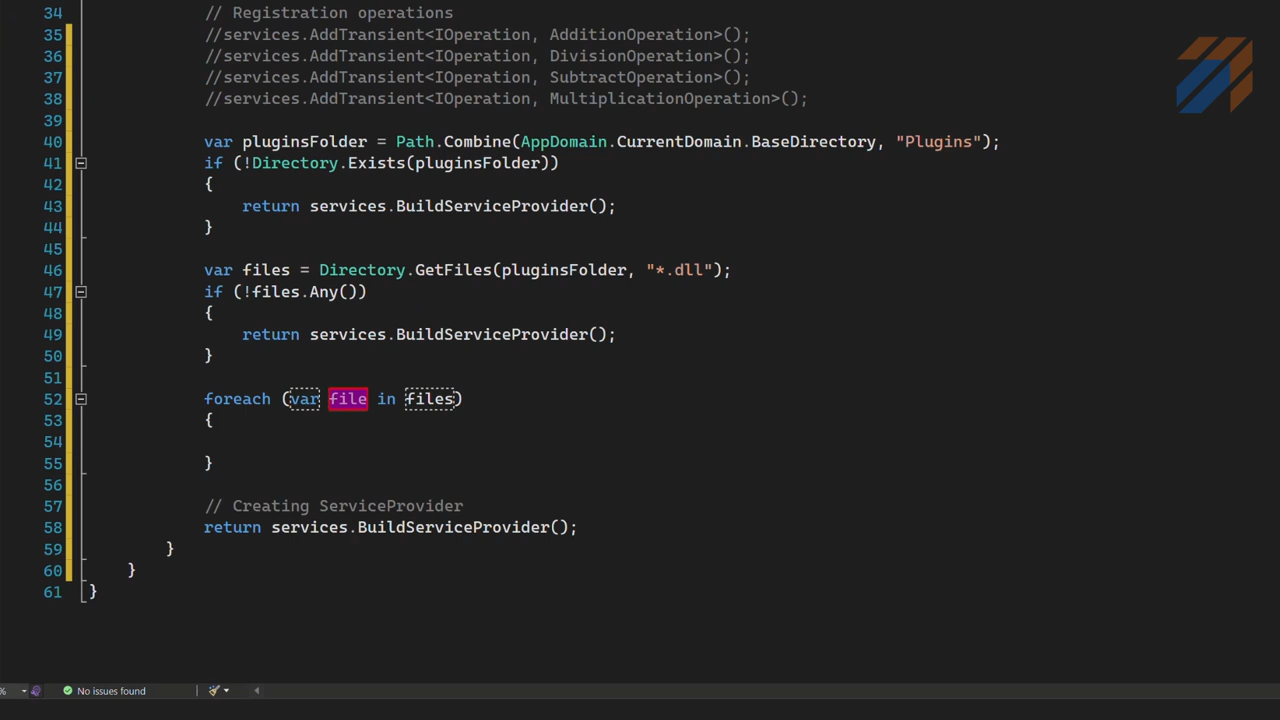 34 // Registration operations
35 //services.AddTransient<IOperation, AdditionOperation>();
36 //services.AddTransient<IOperation, DivisionOperation>();
37 //services.AddTransient<IOperation, SubtractOperation>();
38 //services.AddTransient<IOperation, MultiplicationOperation>();
39
40 var pluginsFolder = Path.Combine(AppDomain.CurrentDomain.BaseDirectory, "Plugins");
41 if (!Directory.Exists(pluginsFolder))
42 {
43 return services.BuildServiceProvider();
44 }
45
46 var files = Directory.GetFiles(pluginsFolder, "*.dll");
47 if (!files.Any())
48 {
49 return services.BuildServiceProvider();
50 }
51
52 foreach (var file in files)
53 {
54
55 }
56
57 // Creating ServiceProvider
58 return services.BuildServiceProvider();
59 }
60 }
61 }
% No issues found